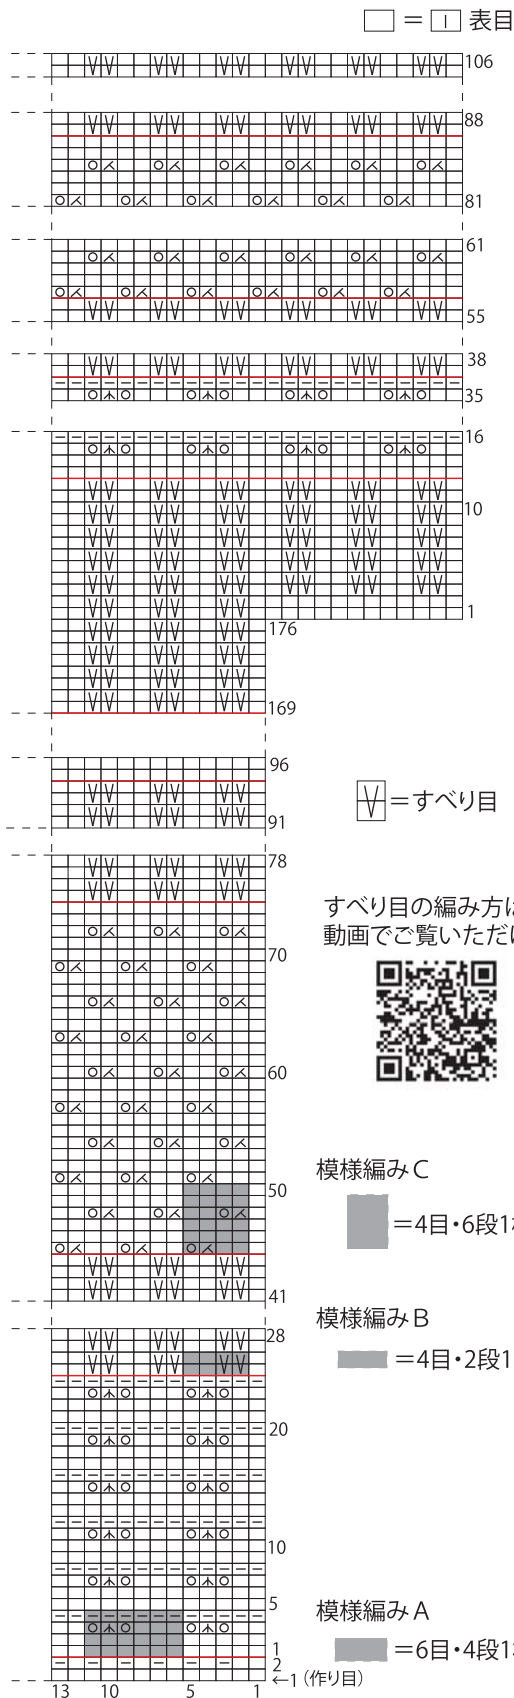 □ = | 表目
106
88
81
61
55
38
35
16
10
1
176
169
96
91
V = すべり目
78
すべり目の編み方は
動画でご覧いただけ
70
60
模様編みC
50
= 4目・6段1
41
模様編みB
28
= 4目・2段1
20
10
5
模様編みA
1
= 6目・4段1
2
←1 (作り目)
13 10 5 1